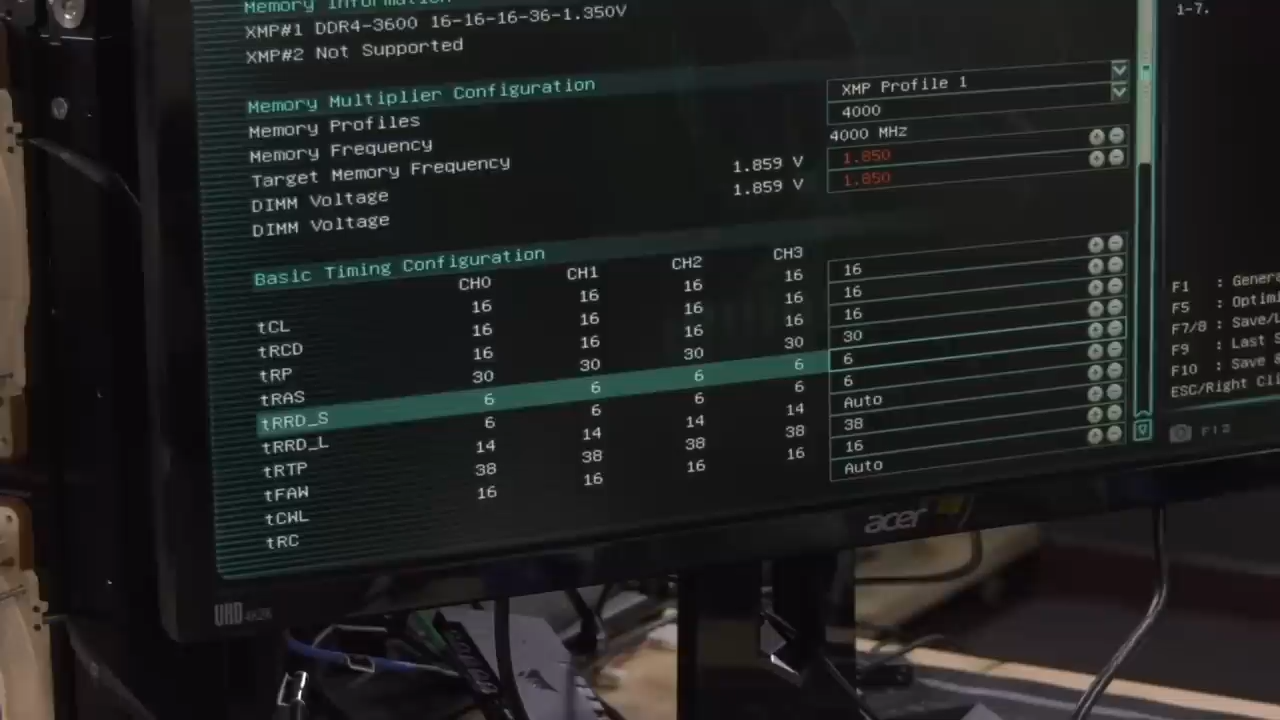 Memory Information
XMP#1 DDR4-3600 16-16-16-36-1.350V
XMP#2 Not Supported
Memory Multiplier Configuration
Memory Profiles XMP Profile 1
Memory Frequency 4000
Target Memory Frequency 4000 MHz
DIMM Voltage 1.859 V 1.850
DIMM Voltage 1.859 V 1.850
Basic Timing Configuration
CH0 CH1 CH2 CH3
tCL 16 16 16 16 16
tRCD 16 16 16 16 16
tRP 16 16 16 16 16
tRAS 30 30 30 30 30
tRRD_S 6 6 6 6 6
tRRD_L 6 6 6 6 6
tRTP 14 14 14 14 Auto
tFAW 38 38 38 38 38
tCWL 16 16 16 16 16
tRC Auto
1-7.
F1 : Genera
F5 : Optimi
F7/8 : Save/L
F9 : Last S
F10 : Save
ESC/Right Cli
F12
acer
UHD